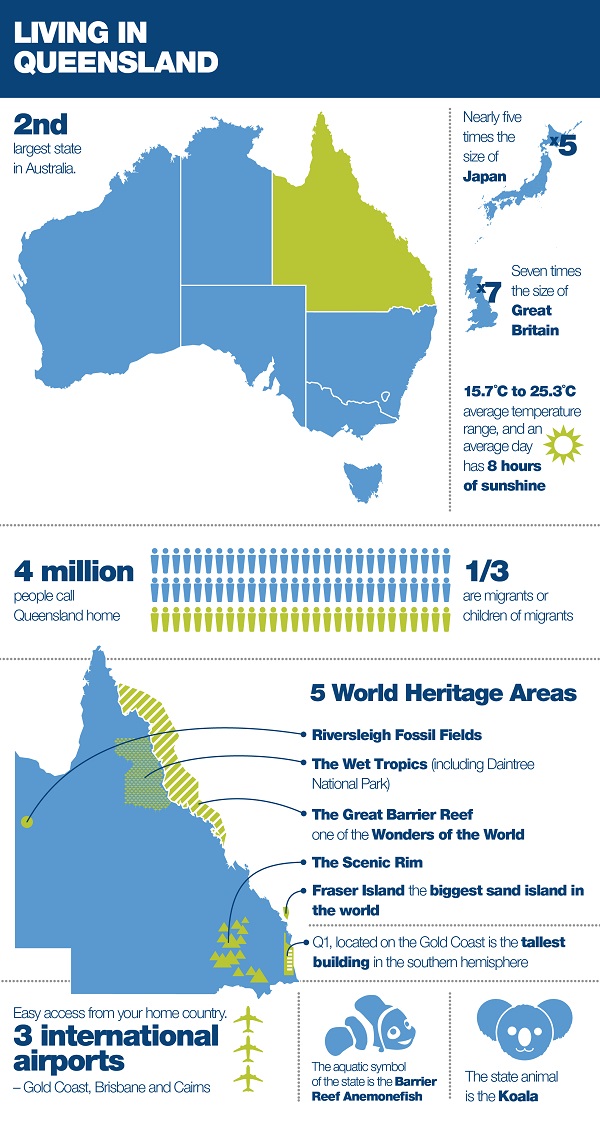 LIVING IN
QUEENSLAND
2nd
largest state
in Australia.
Nearly five
times the
size of
Japan
x5
x7
Seven times
the size of
Great
Britain
15.7°C to 25.3°C
average temperature
range, and an
average day
has 8 hours
of sunshine
4 million
people call
Queensland home
1/3
are migrants or
children of migrants
5 World Heritage Areas
Riversleigh Fossil Fields
The Wet Tropics (including Daintree
National Park)
The Great Barrier Reef
one of the Wonders of the World
The Scenic Rim
Fraser Island the biggest sand island in
the world
Q1, located on the Gold Coast is the tallest
building in the southern hemisphere
Easy access from your home country.
3 international
airports
– Gold Coast, Brisbane and Cairns
The aquatic symbol
of the state is the Barrier
Reef Anemonefish
The state animal
is the Koala